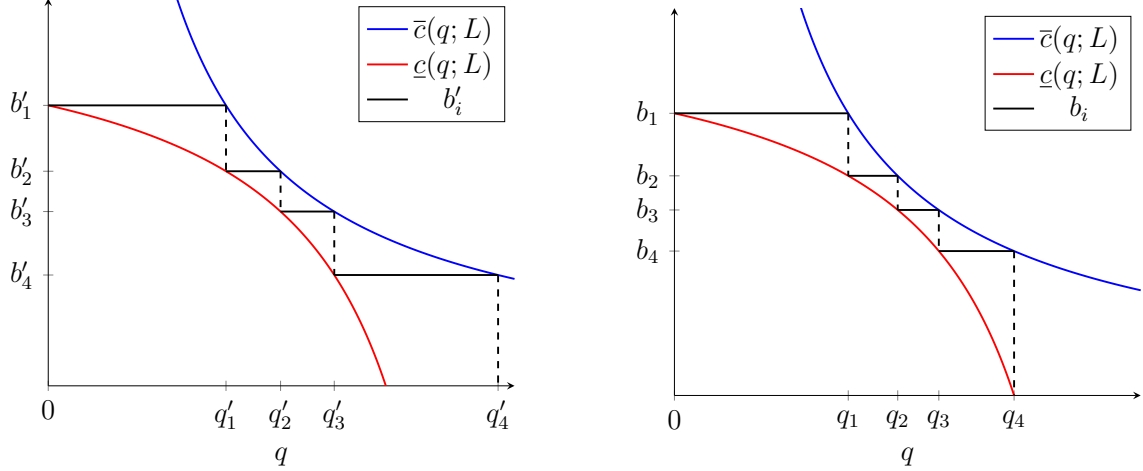 c̅(q; L)
c̲(q; L)
b′ᵢ
b′₁
b′₂
b′₃
b′₄
0
q′₁
q′₂
q′₃
q′₄
q
c̅(q; L)
c̲(q; L)
bᵢ
b₁
b₂
b₃
b₄
0
q₁
q₂
q₃
q₄
q